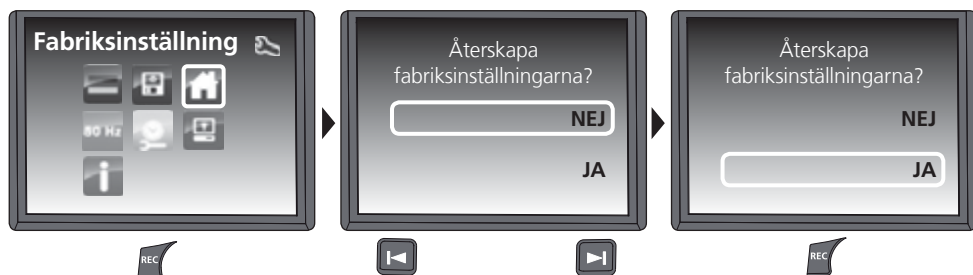 Fabriksinställning
80 Hz
i
REC
Återskapa
fabriksinställningarna?
NEJ
JA
Återskapa
fabriksinställningarna?
NEJ
JA
REC